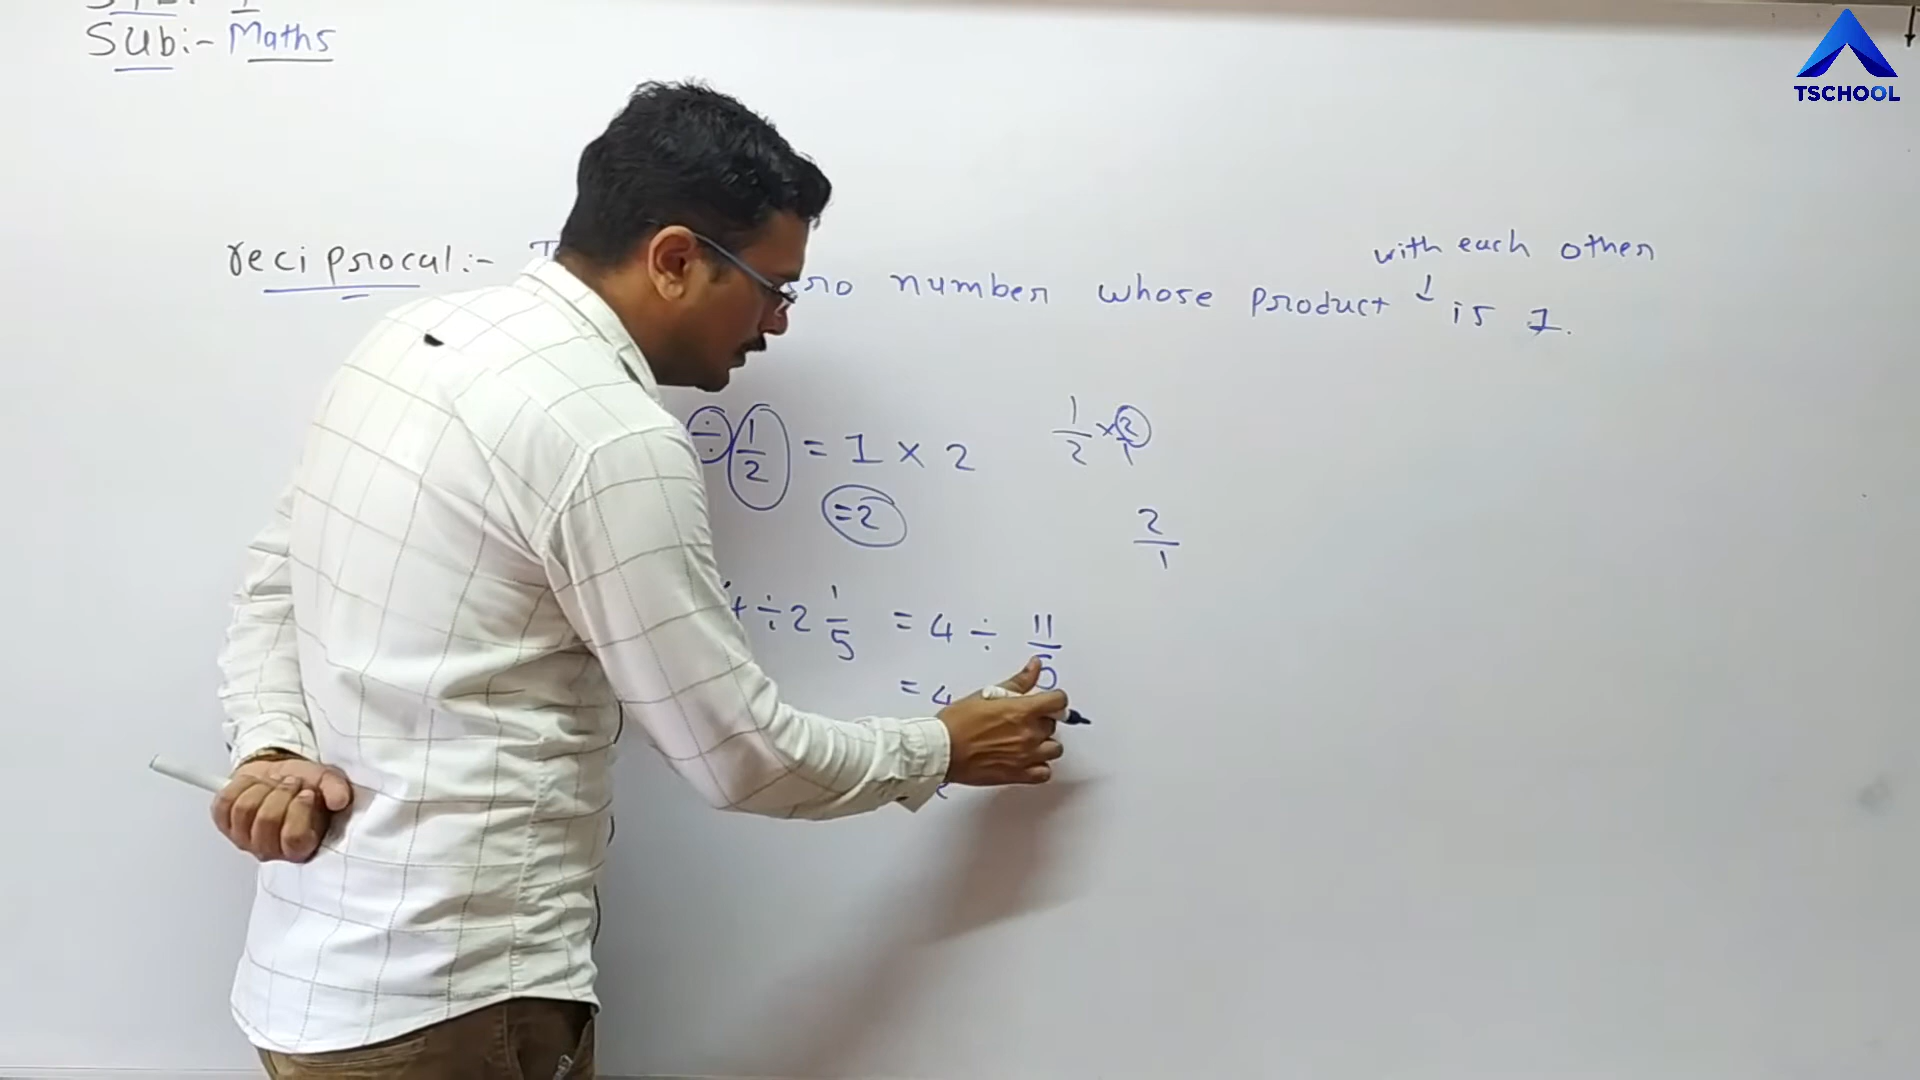 Sub:- Maths
TSCHOOL
reciprocal:- number whose product with each other is 1.
÷ 1/2 = 1 × 2
1/2 × 2/1
= 2
2/1
4 ÷ 2 1/5 = 4 ÷ 11/5
= 4